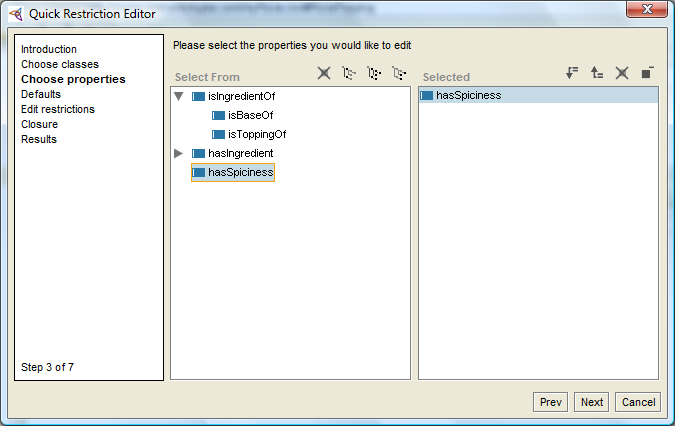 Quick Restriction Editor
Introduction
Choose classes
Choose properties
Defaults
Edit restrictions
Closure
Results
Step 3 of 7
Please select the properties you would like to edit
Select From
isIngredientOf
isBaseOf
isToppingOf
hasIngredient
hasSpiciness
Selected
hasSpiciness
Prev
Next
Cancel